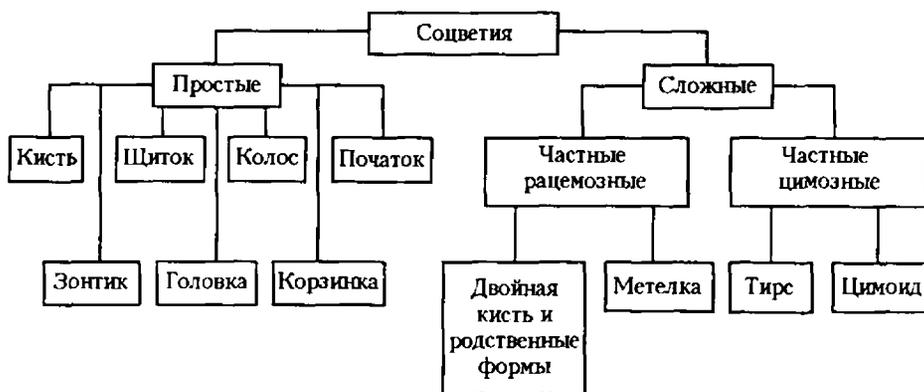 Соцветия
Простые
Сложные
Кисть
Щиток
Колос
Початок
Частные
рацемозные
Частные
цимозные
Зонтик
Головка
Корзинка
Двойная
кисть и
родственные
формы
Метелка
Тирс
Цимоид